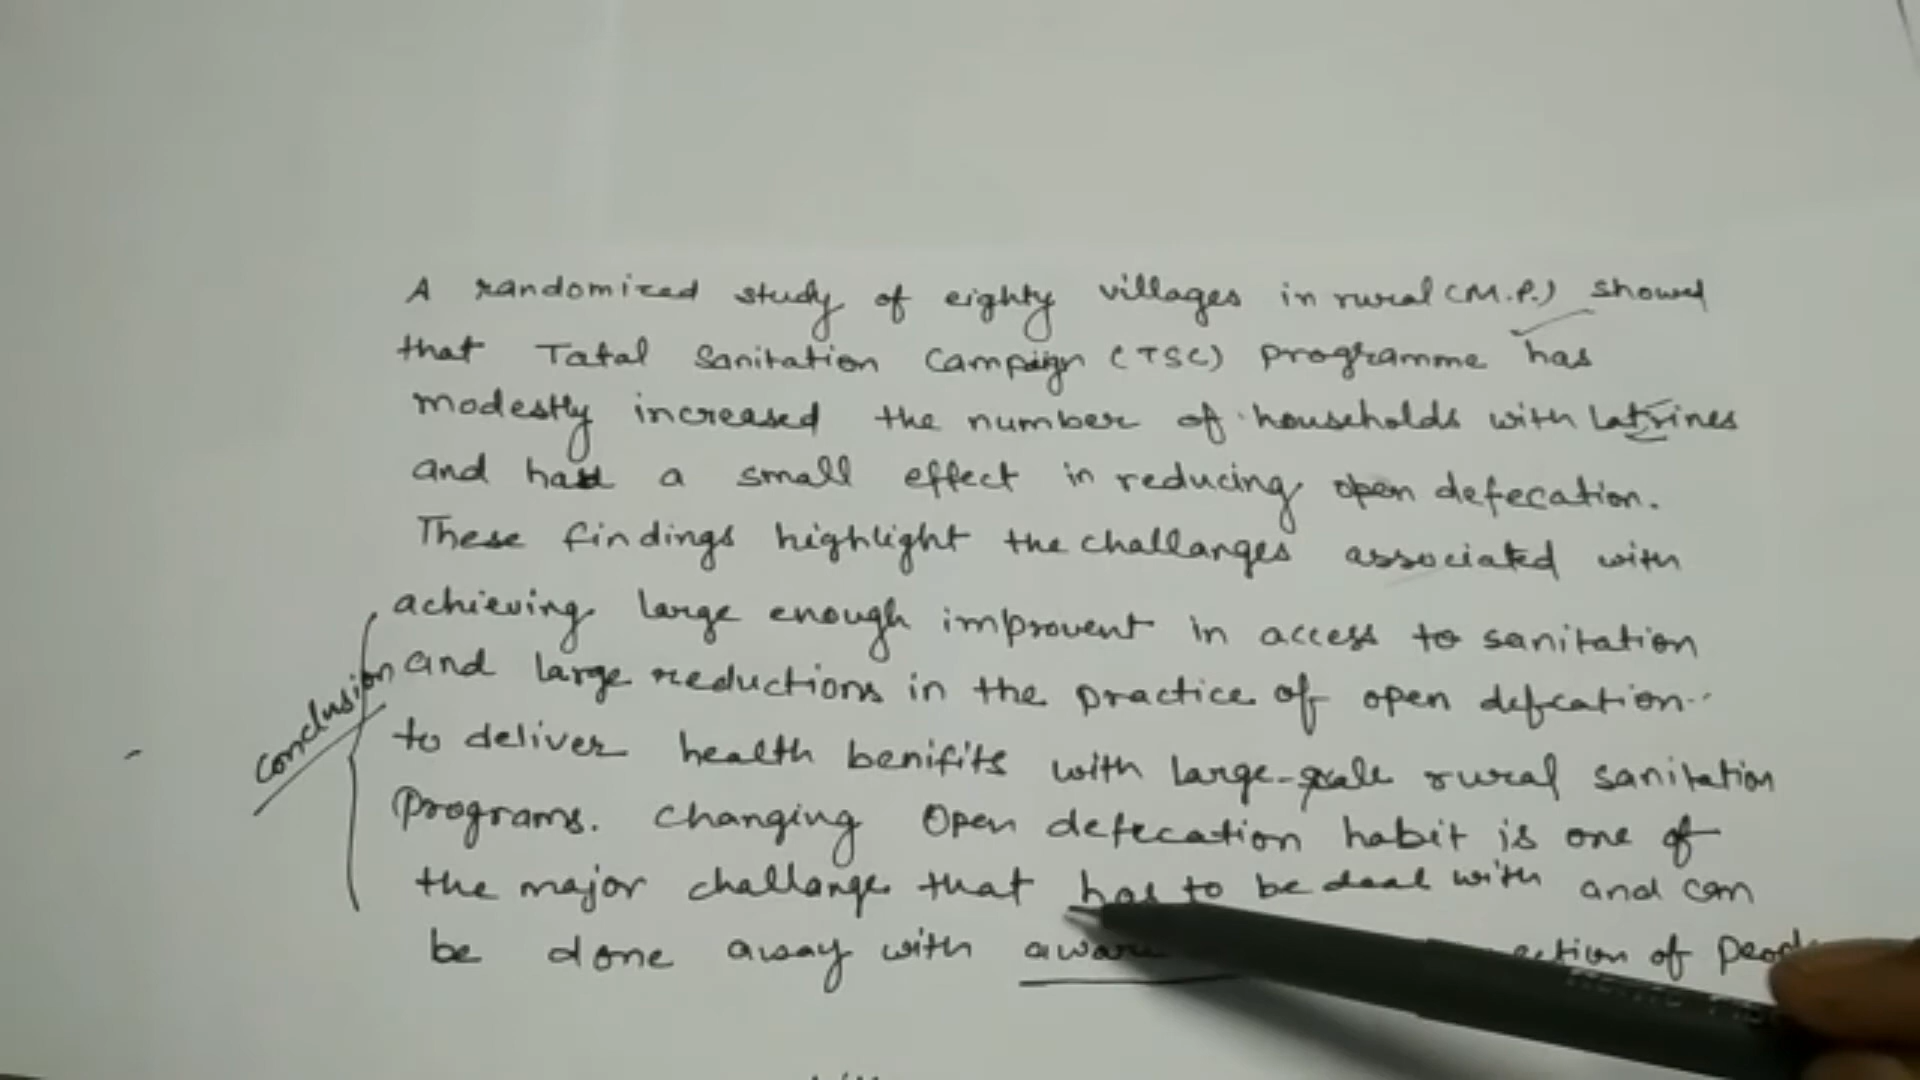 A randomized study of eighty villages in rural (M.P.) showed
that Tatal Sanitation Campaign (TSC) programme has
modestly increased the number of households with latrines
and had a small effect in reducing open defecation.
These findings highlight the challanges associated with
achieving large enough improvent in access to sanitation
and large reductions in the practice of open defcation
to deliver health benifits with large-scale rural sanitation
programs. changing open defecation habit is one of
the major challange that has to be deal with and can
be done away with of
conclusion